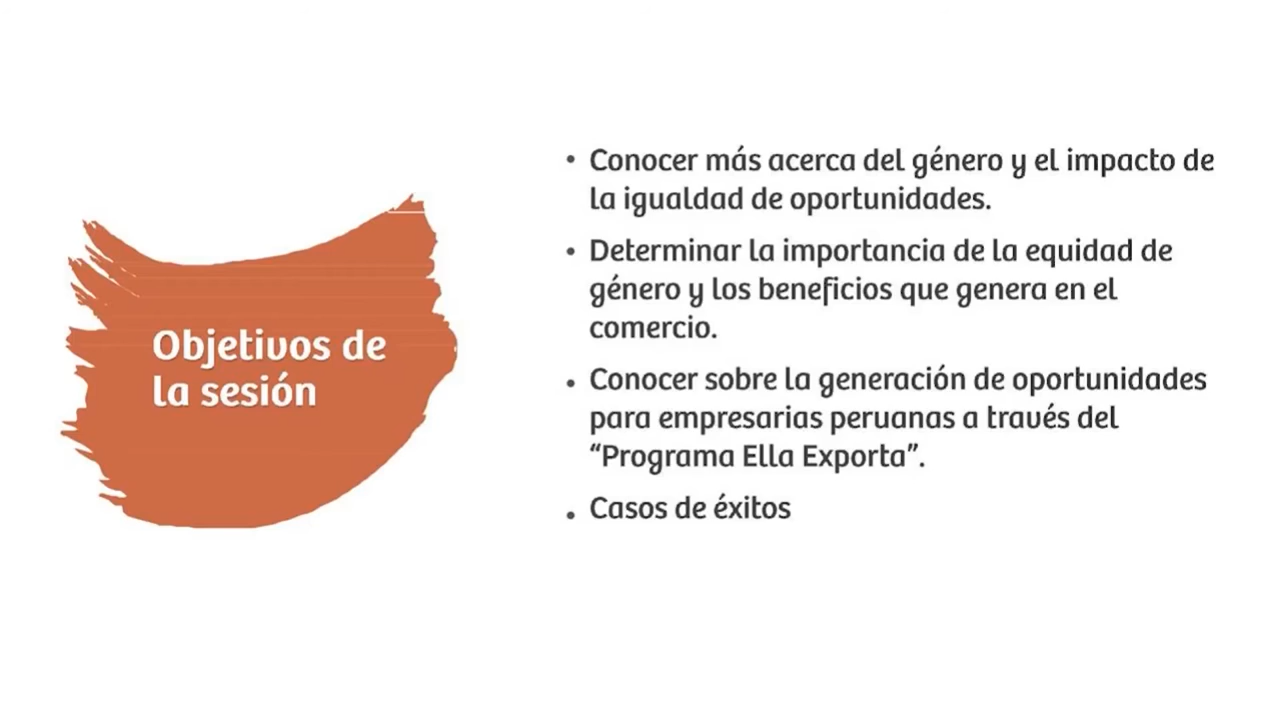 Objetivos de
la sesión
• Conocer más acerca del género y el impacto de
la igualdad de oportunidades.
• Determinar la importancia de la equidad de
género y los beneficios que genera en el
comercio.
• Conocer sobre la generación de oportunidades
para empresarias peruanas a través del
“Programa Ella Exporta”.
• Casos de éxitos